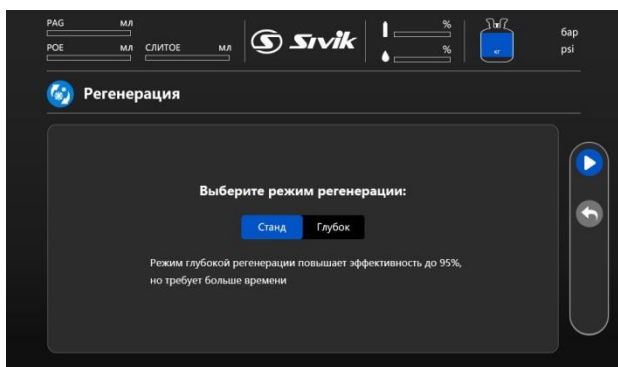 PAG мл
POE мл СЛИТОЕ мл
Sivik
%
%
кг
бар
psi
Регенерация
Выберите режим регенерации:
Станд Глубок
Режим глубокой регенерации повышает эффективность до 95%,
но требует больше времени